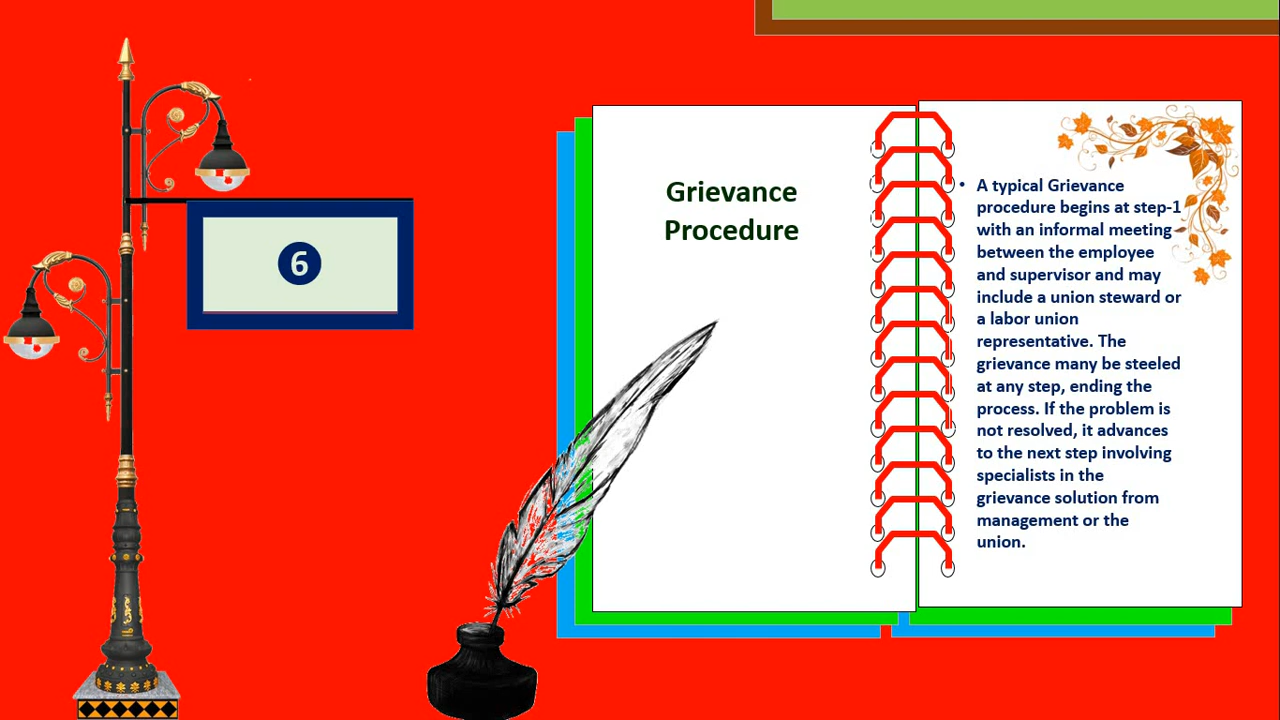 6
Grievance
Procedure
• A typical Grievance
procedure begins at step-1
with an informal meeting
between the employee
and supervisor and may
include a union steward or
a labor union
representative. The
grievance many be steeled
at any step, ending the
process. If the problem is
not resolved, it advances
to the next step involving
specialists in the
grievance solution from
management or the
union.